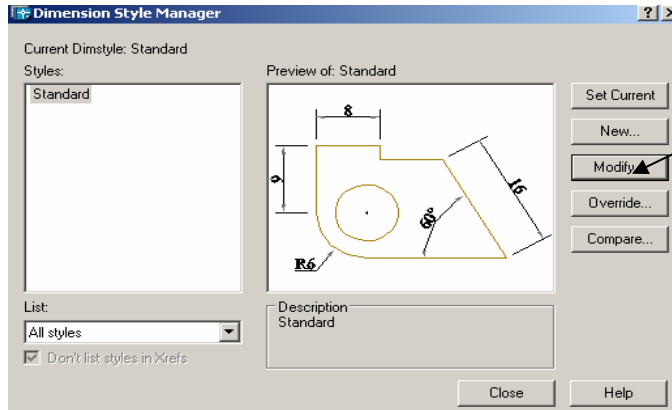 Dimension Style Manager
Current Dimstyle: Standard
Styles:
Standard
Preview of: Standard
8
9
16
60°
R6
Set Current
New...
Modify
Override...
Compare...
List:
All styles
Don't list styles in Xrefs
Description
Standard
Close
Help